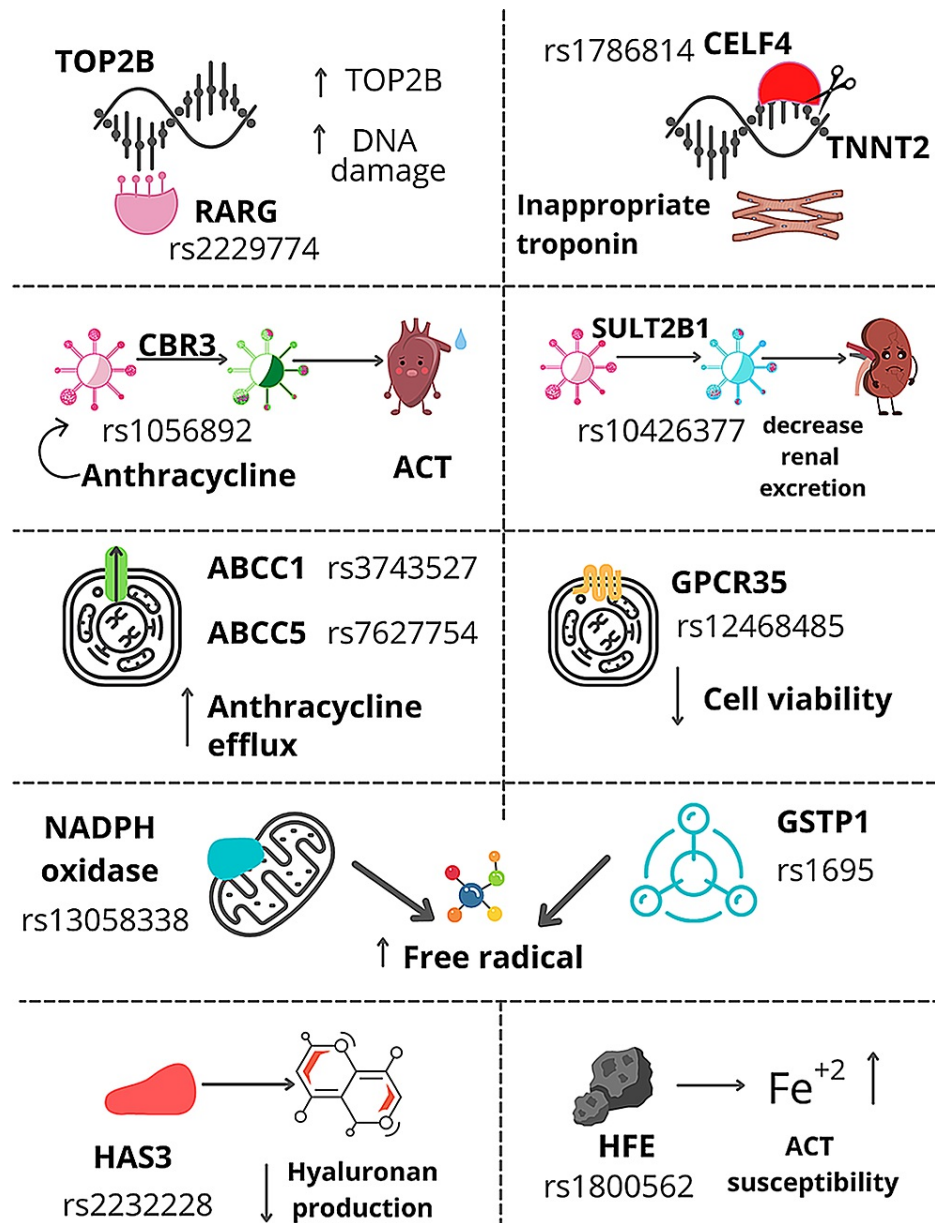 TOP2B
↑ TOP2B
↑ DNA
damage
RARG
rs2229774
rs1786814 CELF4
TNNT2
Inappropriate
troponin
CBR3
rs1056892
Anthracycline
ACT
SULT2B1
rs10426377
decrease
renal
excretion
ABCC1 rs3743527
ABCC5 rs7627754
↑ Anthracycline
efflux
GPCR35
rs12468485
↓ Cell viability
NADPH
oxidase
rs13058338
GSTP1
rs1695
↑ Free radical
HAS3
rs2232228
↓ Hyaluronan
production
HFE
rs1800562
Fe+2 ↑
ACT
susceptibility